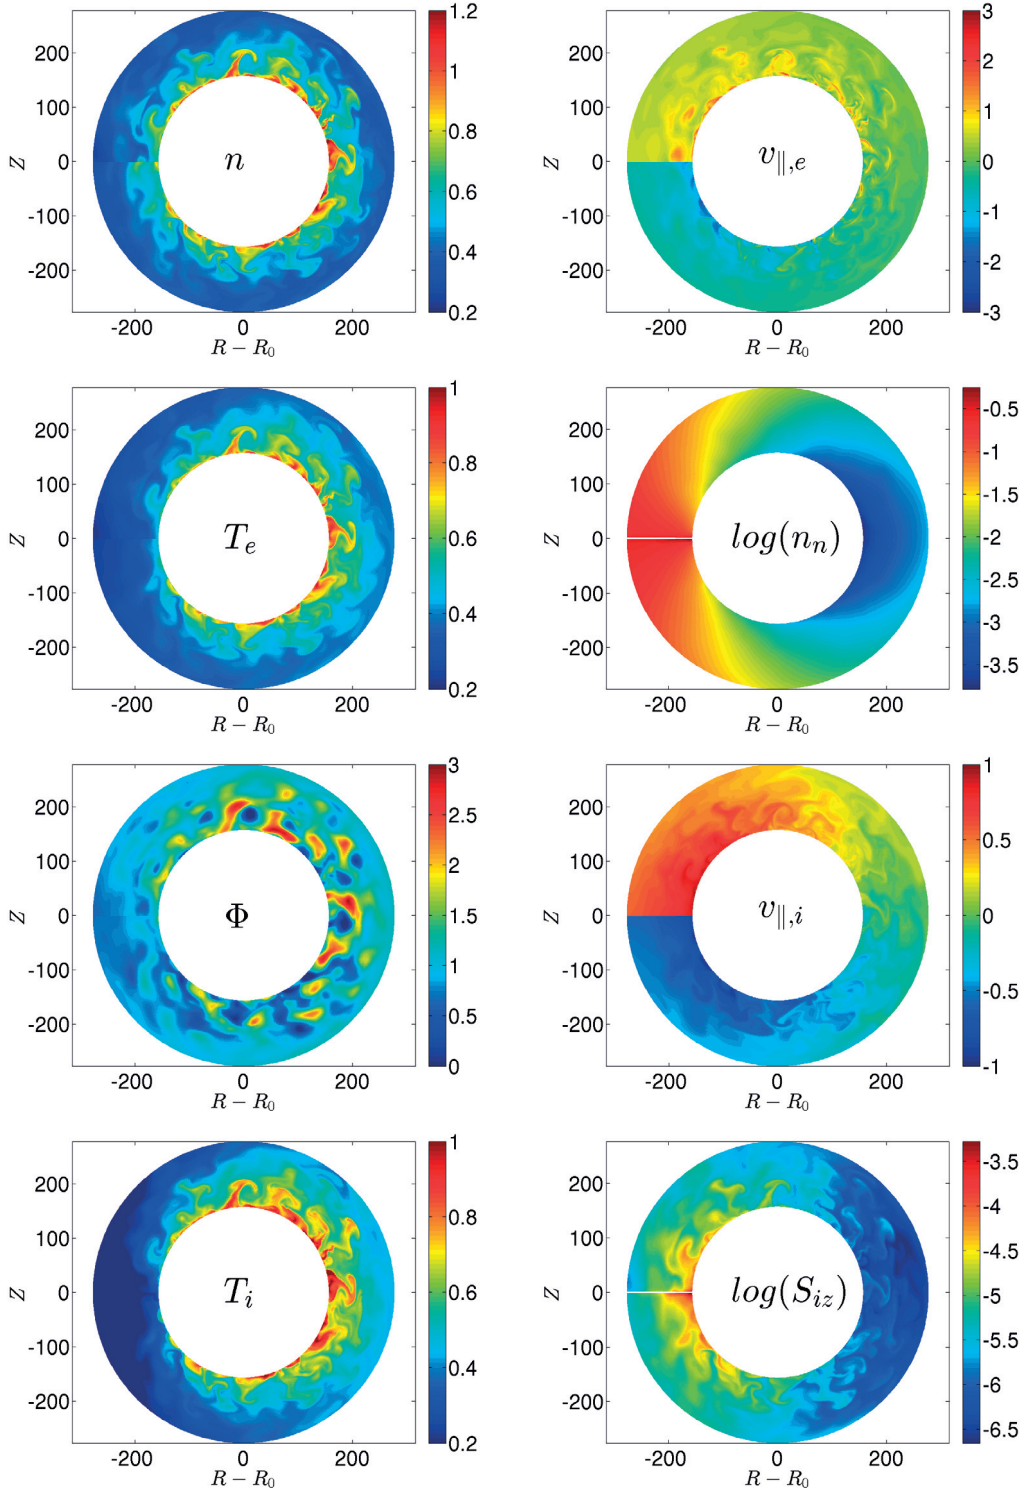 1.2
200
100
Z 0
-100
-200
-200 0 200
R − R₀
n
1
0.8
0.6
0.4
0.2
3
200
100
Z 0
-100
-200
-200 0 200
R − R₀
v∥,e
2
1
0
-1
-2
-3
1
200
100
Z 0
-100
-200
-200 0 200
R − R₀
Tₑ
0.8
0.6
0.4
0.2
-0.5
200
100
Z 0
-100
-200
-200 0 200
R − R₀
log(nₙ)
-1
-1.5
-2
-2.5
-3
-3.5
3
200
100
Z 0
-100
-200
-200 0 200
R − R₀
Φ
2.5
2
1.5
1
0.5
0
1
200
100
Z 0
-100
-200
-200 0 200
R − R₀
v∥,i
0.5
0
-0.5
-1
1
200
100
Z 0
-100
-200
-200 0 200
R − R₀
Tᵢ
0.8
0.6
0.4
0.2
-3.5
200
100
Z 0
-100
-200
-200 0 200
R − R₀
log(S_iz)
-4
-4.5
-5
-5.5
-6
-6.5